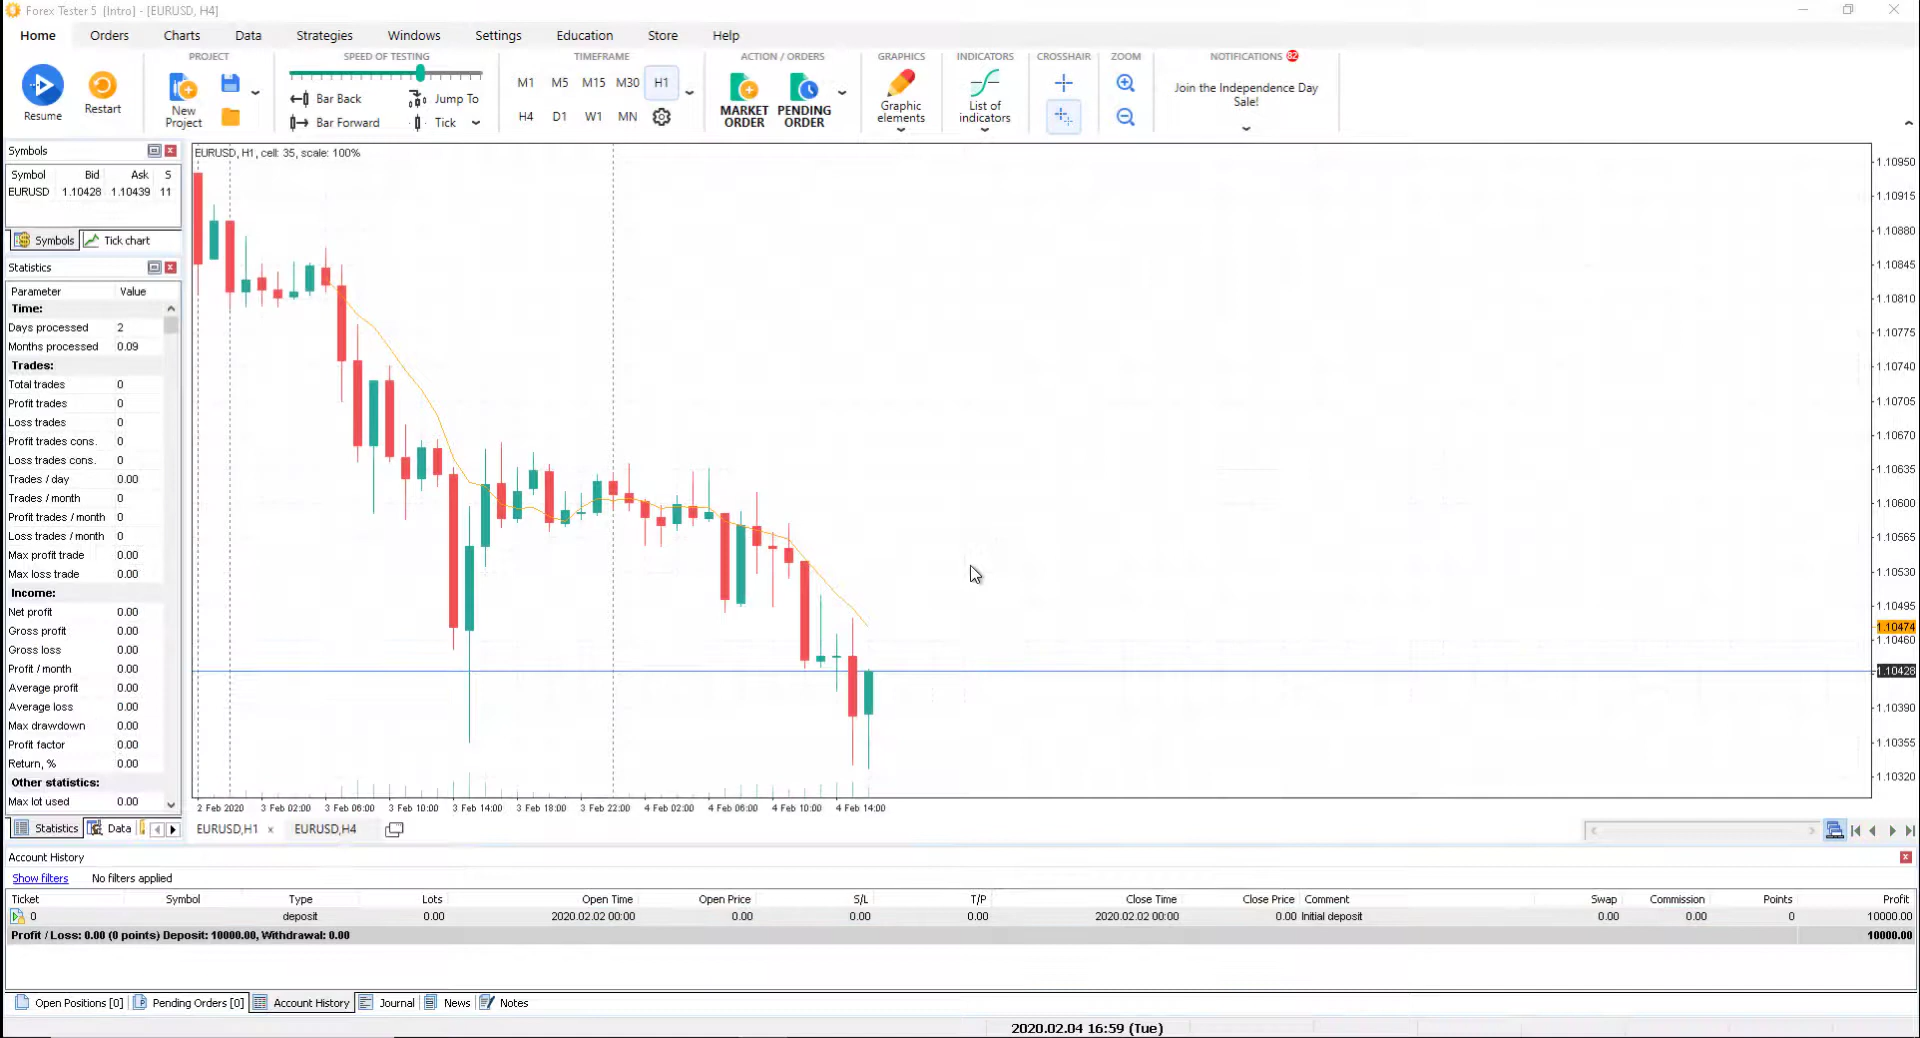 Forex Tester 5 [Intro] - [EURUSD, H4]
Home Orders Charts Data Strategies Windows Settings Education Store Help
PROJECT SPEED OF TESTING TIMEFRAME ACTION / ORDERS GRAPHICS INDICATORS CROSSHAIR ZOOM NOTIFICATIONS 82
Resume
Restart
New
Project
Bar Back Jump To
Bar Forward Tick
M1 M5 M15 M30 H1
H4 D1 W1 MN
MARKET
ORDER
PENDING
ORDER
Graphic
elements
List of
indicators
Join the Independence Day
Sale!
Symbols
Symbol Bid Ask S
EURUSD 1.10428 1.10439 11
Symbols Tick chart
Statistics
Parameter Value
Time:
Days processed 2
Months processed 0.09
Trades:
Total trades 0
Profit trades 0
Loss trades 0
Profit trades cons. 0
Loss trades cons. 0
Trades / day 0.00
Trades / month 0
Profit trades / month 0
Loss trades / month 0
Max profit trade 0.00
Max loss trade 0.00
Income:
Net profit 0.00
Gross profit 0.00
Gross loss 0.00
Profit / month 0.00
Average profit 0.00
Average loss 0.00
Max drawdown 0.00
Profit factor 0.00
Return, % 0.00
Other statistics:
Max lot used 0.00
Statistics Data
EURUSD, H1, cell: 35, scale: 100%
1.10950
1.10915
1.10880
1.10845
1.10810
1.10775
1.10740
1.10705
1.10670
1.10635
1.10600
1.10565
1.10530
1.10495
1.10474
1.10460
1.10428
1.10390
1.10355
1.10320
2 Feb 2020 3 Feb 02:00 3 Feb 06:00 3 Feb 10:00 3 Feb 14:00 3 Feb 18:00 3 Feb 22:00 4 Feb 02:00 4 Feb 06:00 4 Feb 10:00 4 Feb 14:00
EURUSD,H1 × EURUSD,H4
Account History
Show filters No filters applied
Ticket Symbol Type Lots Open Time Open Price S/L T/P Close Time Close Price Comment Swap Commission Points Profit
0 deposit 0.00 2020.02.02 00:00 0.00 0.00 0.00 2020.02.02 00:00 0.00 Initial deposit 0.00 0.00 0 10000.00
Profit / Loss: 0.00 (0 points) Deposit: 10000.00, Withdrawal: 0.00 10000.00
Open Positions [0] Pending Orders [0] Account History Journal News Notes
2020.02.04 16:59 (Tue)